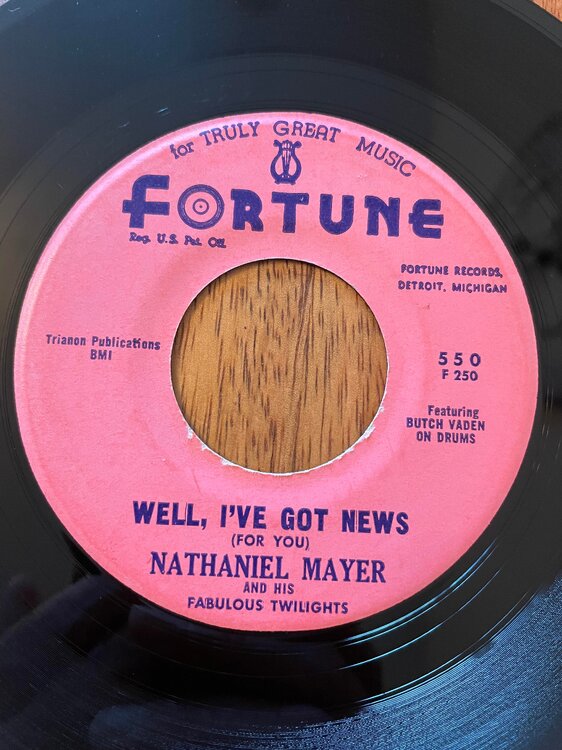 for TRULY GREAT MUSIC
FORTUNE
Reg. U.S. Pat. Off.
FORTUNE RECORDS,
DETROIT, MICHIGAN
Trianon Publications
BMI
550
F 250
Featuring
BUTCH VADEN
ON DRUMS
WELL, I'VE GOT NEWS
(FOR YOU)
NATHANIEL MAYER
AND HIS
FABULOUS TWILIGHTS